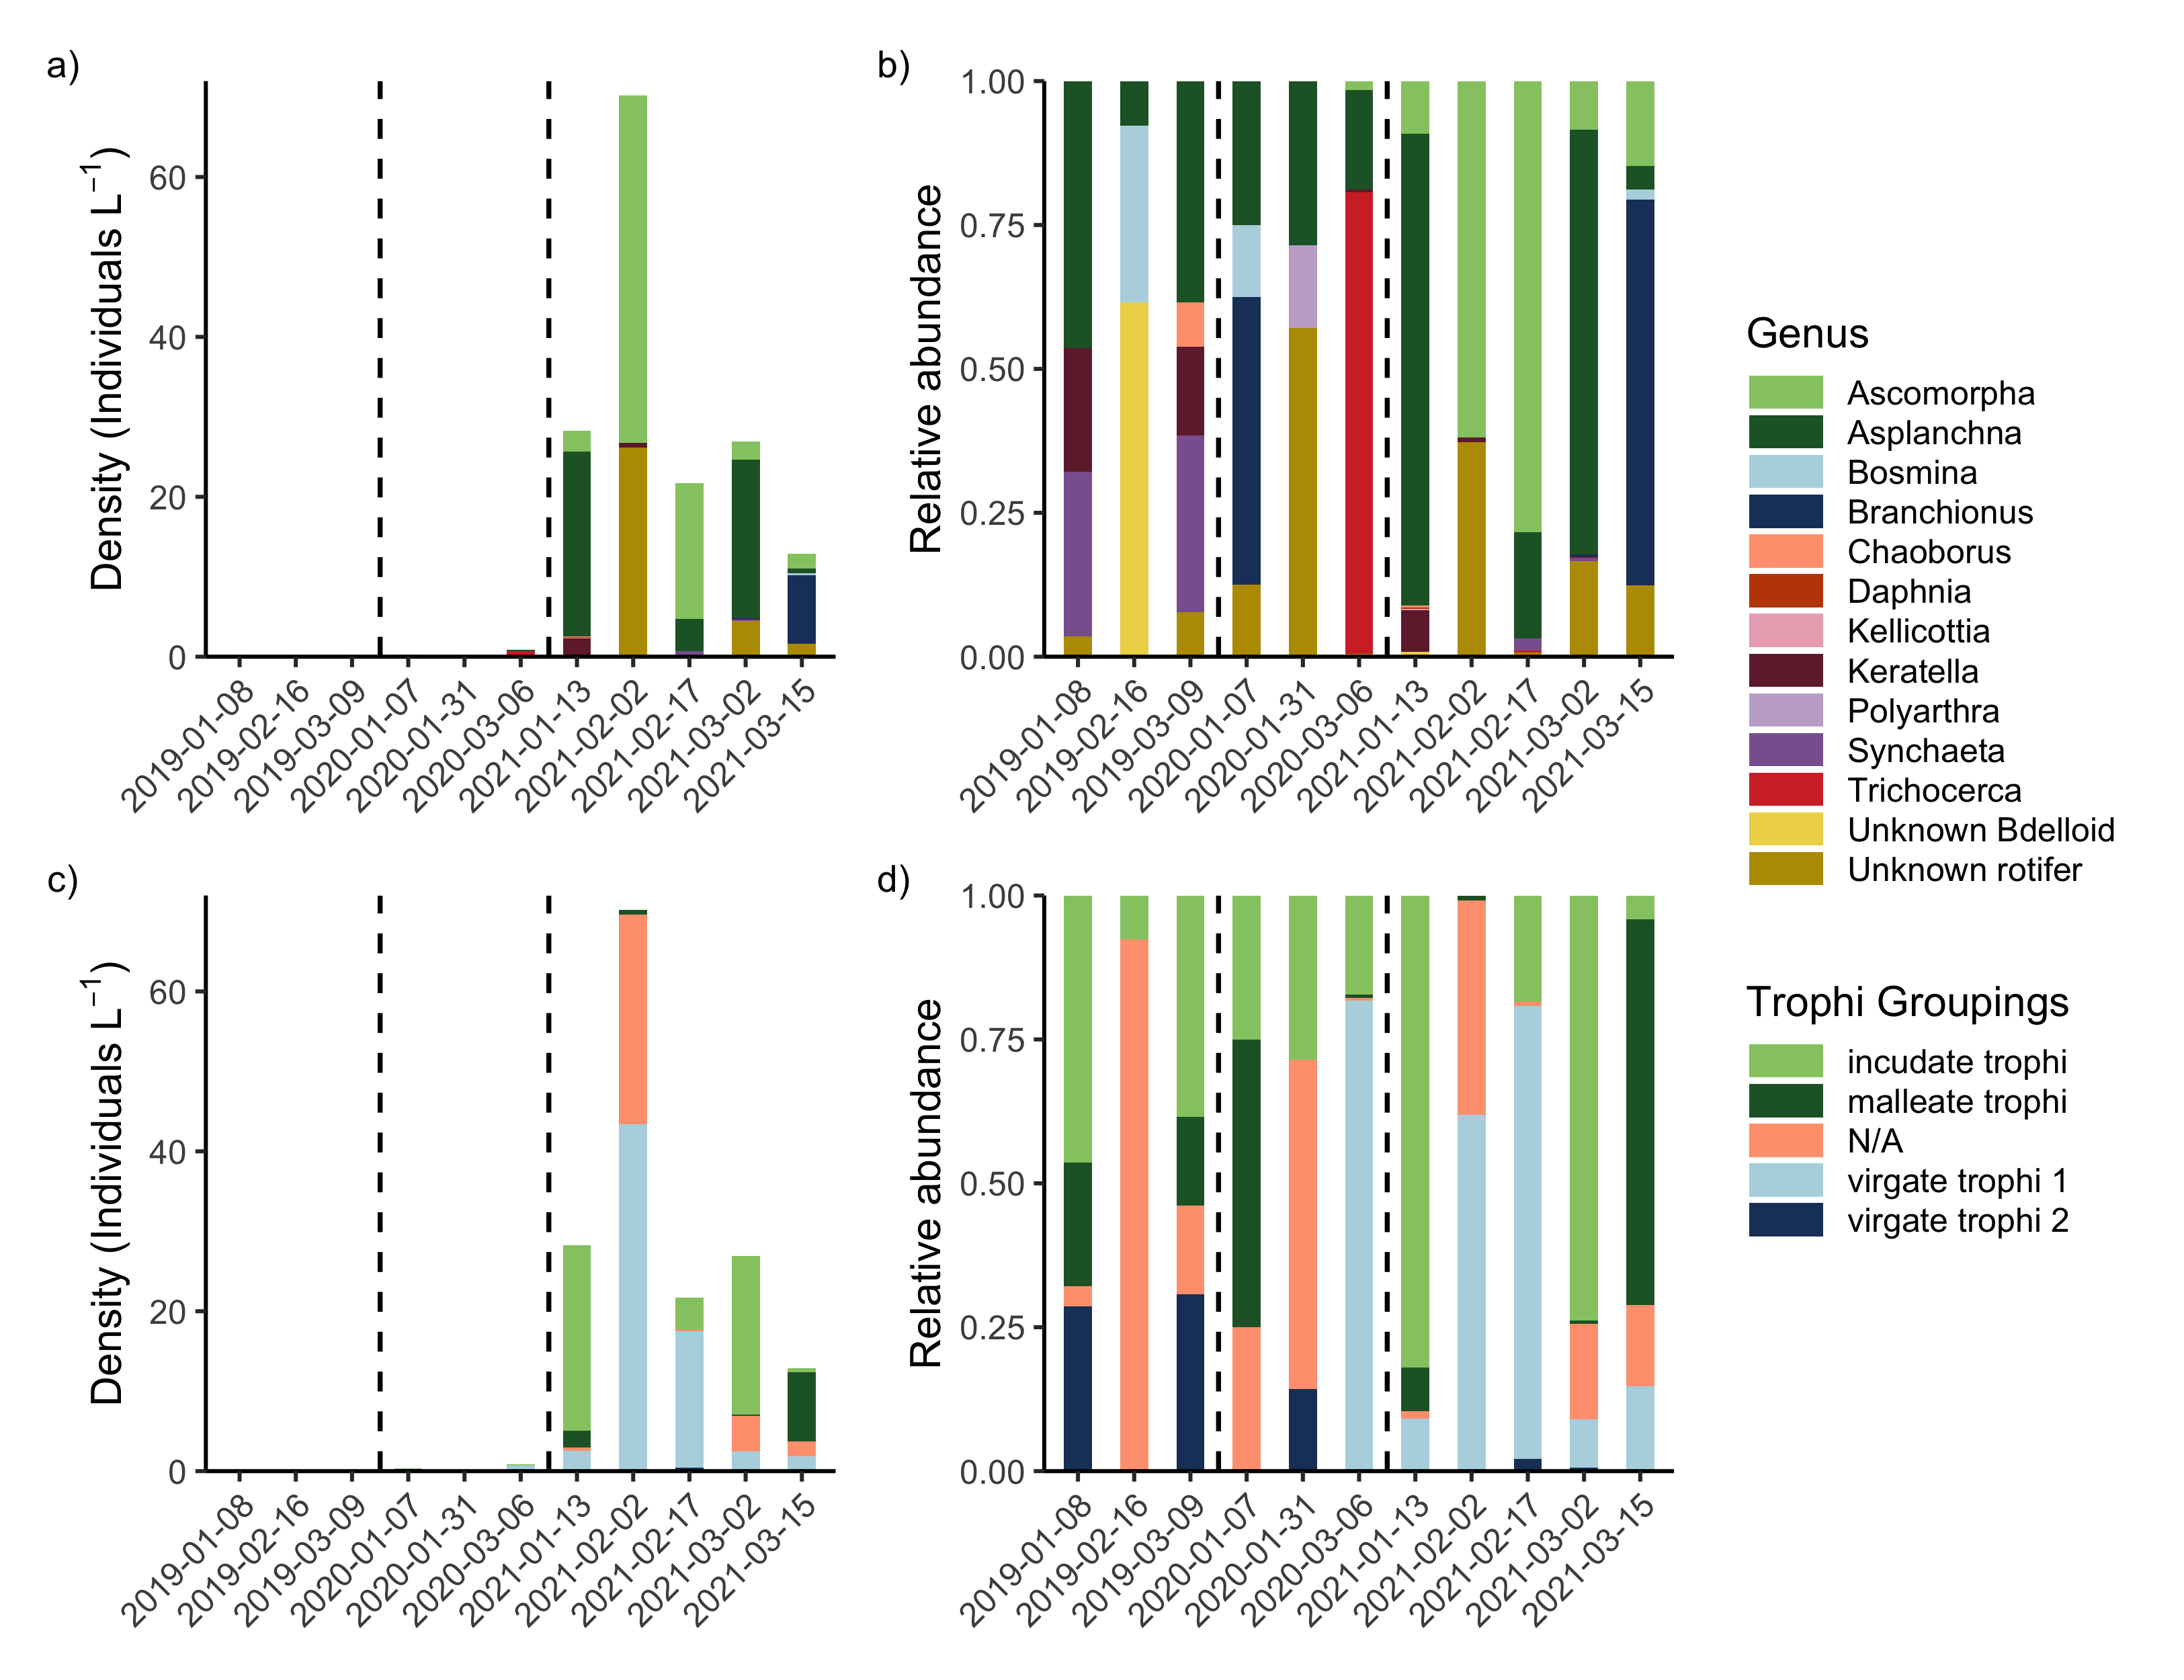 a)
Density (Individuals L⁻¹)
60
40
20
0
2019-01-08
2019-02-16
2019-03-09
2020-01-07
2020-01-31
2020-03-06
2021-01-13
2021-02-02
2021-02-17
2021-03-02
2021-03-15
b)
Relative abundance
1.00
0.75
0.50
0.25
0.00
2019-01-08
2019-02-16
2019-03-09
2020-01-07
2020-01-31
2020-03-06
2021-01-13
2021-02-02
2021-02-17
2021-03-02
2021-03-15
Genus
Ascomorpha
Asplanchna
Bosmina
Branchionus
Chaoborus
Daphnia
Kellicottia
Keratella
Polyarthra
Synchaeta
Trichocerca
Unknown Bdelloid
Unknown rotifer
c)
Density (Individuals L⁻¹)
60
40
20
0
2019-01-08
2019-02-16
2019-03-09
2020-01-07
2020-01-31
2020-03-06
2021-01-13
2021-02-02
2021-02-17
2021-03-02
2021-03-15
d)
Relative abundance
1.00
0.75
0.50
0.25
0.00
2019-01-08
2019-02-16
2019-03-09
2020-01-07
2020-01-31
2020-03-06
2021-01-13
2021-02-02
2021-02-17
2021-03-02
2021-03-15
Trophi Groupings
incudate trophi
malleate trophi
N/A
virgate trophi 1
virgate trophi 2